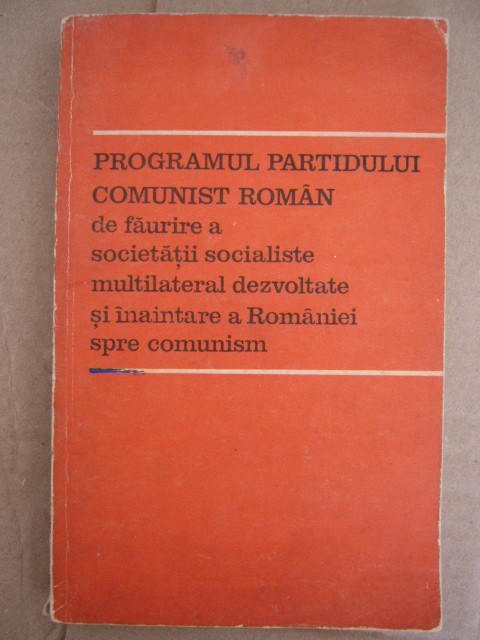 PROGRAMUL PARTIDULUI
COMUNIST ROMÂN
de făurire a
societății socialiste
multilateral dezvoltate
și înaintare a României
spre comunism